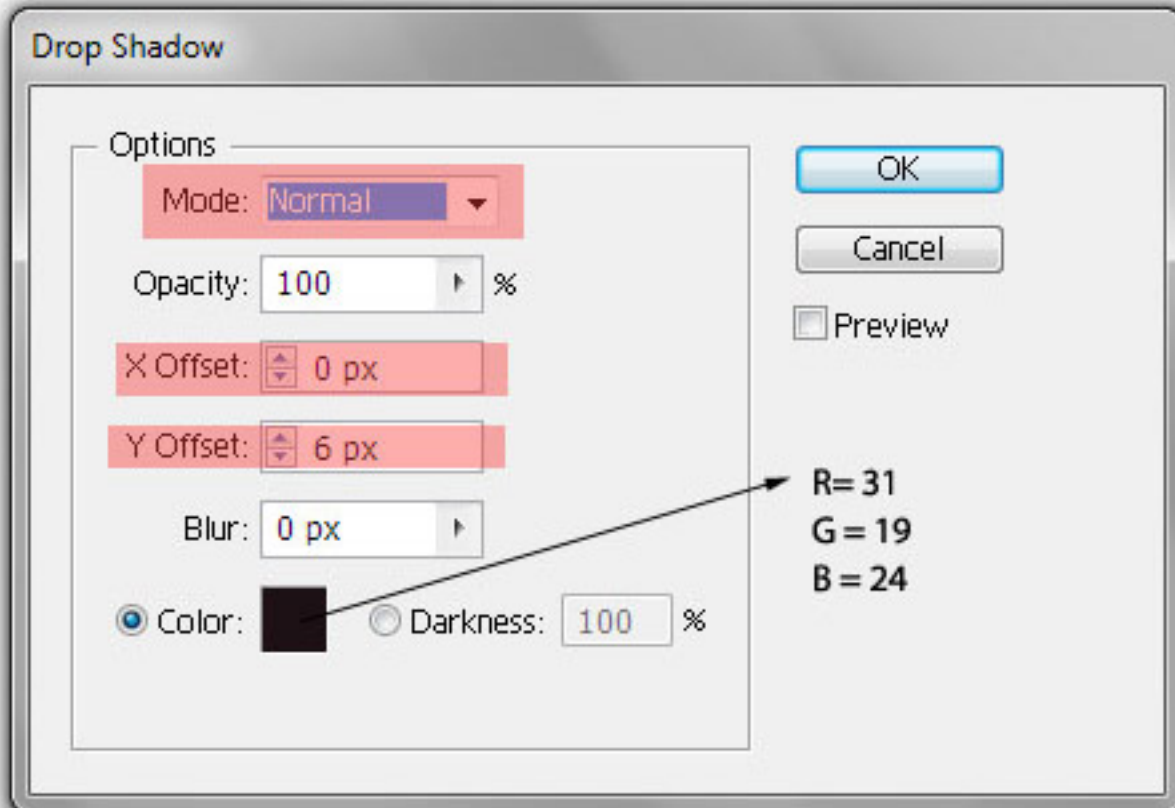 Drop Shadow
Options
Mode: Normal
Opacity: 100 %
X Offset: 0 px
Y Offset: 6 px
Blur: 0 px
Color: Darkness: 100 %
OK
Cancel
Preview
R= 31
G = 19
B = 24